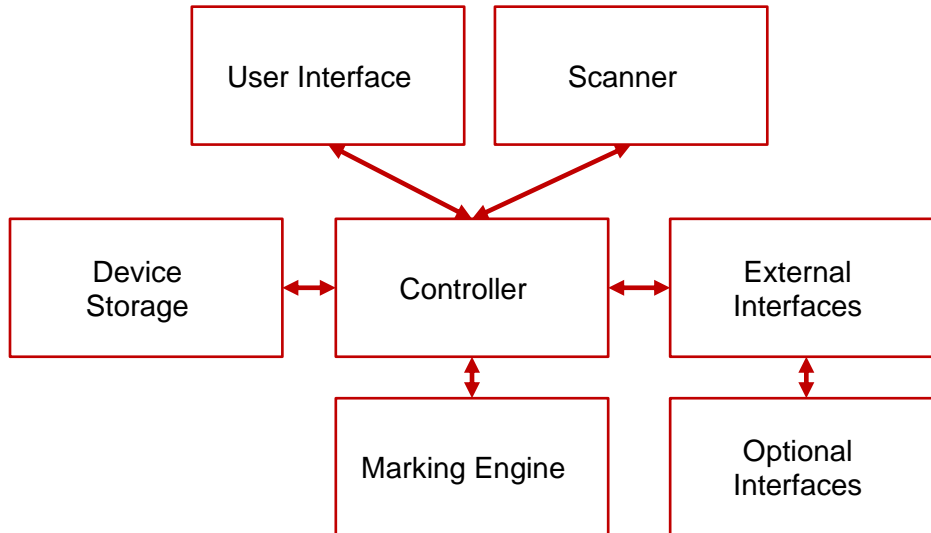 User Interface
Scanner
Device
Storage
Controller
External
Interfaces
Marking Engine
Optional
Interfaces